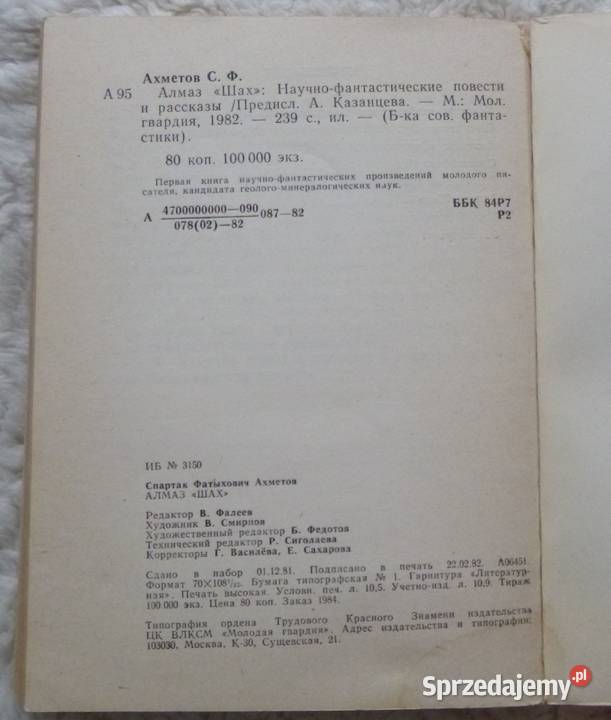 Ахметов С. Ф.
А 95 Алмаз «Шах»: Научно-фантастические повести
и рассказы /Предисл. А. Казанцева. — М.: Мол.
гвардия, 1982. — 239 с., ил. — (Б-ка сов. фанта-
стики).
80 коп. 100 000 экз.
Первая книга научно-фантастических произведений молодого пи-
сателя, кандидата геолого-минералогических наук.
А 4700000000—090
078(02)—82
087—82
ББК 84Р7
Р2
ИБ № 3150
Спартак Фатыхович Ахметов
АЛМАЗ «ШАХ»
Редактор В. Фалеев
Художник В. Смирнов
Художественный редактор Б. Федотов
Технический редактор Р. Сиголаева
Корректоры Г. Василёва, Е. Сахарова
Сдано в набор 01.12.81. Подписано в печать 22.02.82. А06451.
Формат 70×108¹/₃₂. Бумага типографская № 1. Гарнитура «Литератур-
ная». Печать высокая. Условн. печ. л. 10,5. Учетно-изд. л. 10,9. Тираж
100 000 экз. Цена 80 коп. Заказ 1984.
Типография ордена Трудового Красного Знамени издательства
ЦК ВЛКСМ «Молодая гвардия». Адрес издательства и типографии:
103030, Москва, К-30, Сущевская, 21.
Sprzedajemy.pl